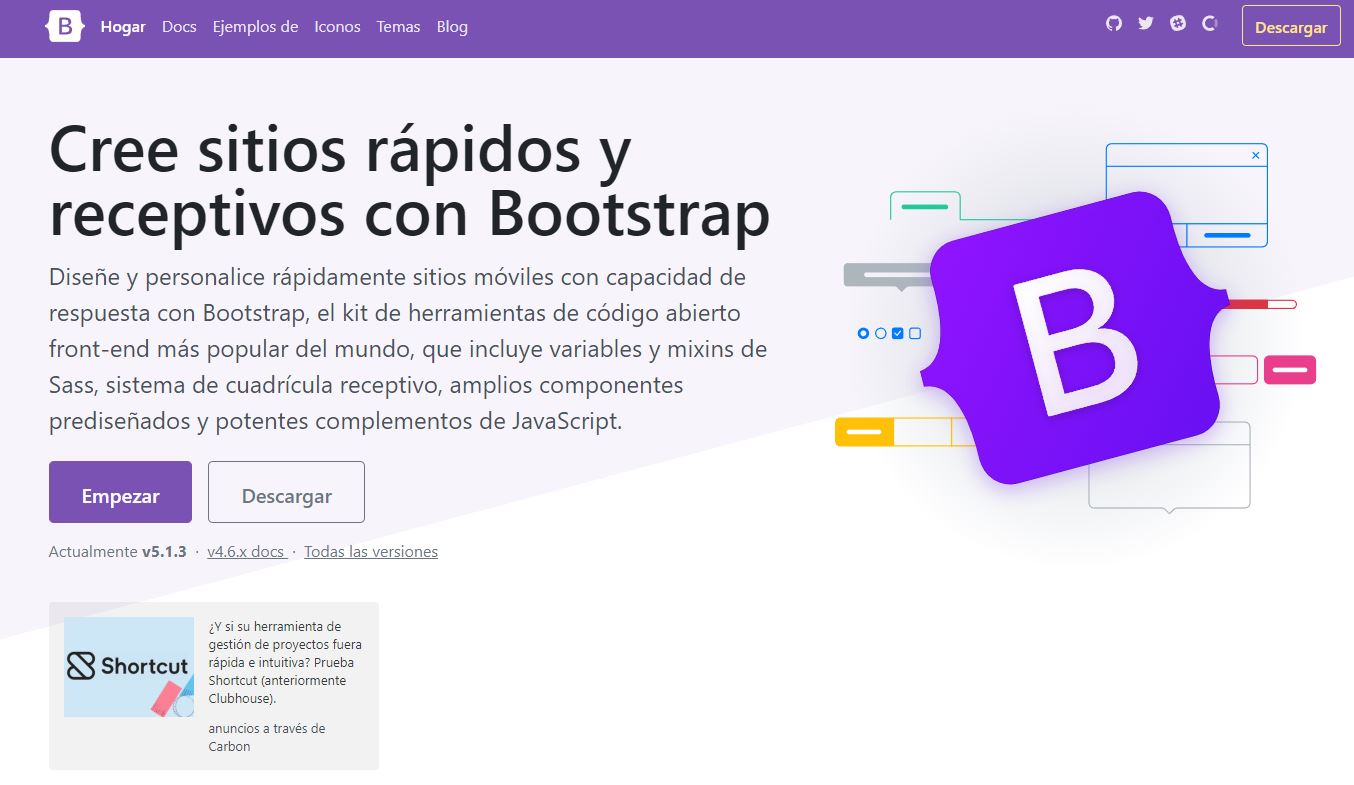 B Hogar Docs Ejemplos de Iconos Temas Blog Descargar
Cree sitios rápidos y
receptivos con Bootstrap
Diseñe y personalice rápidamente sitios móviles con capacidad de
respuesta con Bootstrap, el kit de herramientas de código abierto
front-end más popular del mundo, que incluye variables y mixins de
Sass, sistema de cuadrícula receptivo, amplios componentes
prediseñados y potentes complementos de JavaScript.
Empezar Descargar
Actualmente v5.1.3 · v4.6.x docs · Todas las versiones
B
Shortcut
¿Y si su herramienta de
gestión de proyectos fuera
rápida e intuitiva? Prueba
Shortcut (anteriormente
Clubhouse).
anuncios a través de
Carbon